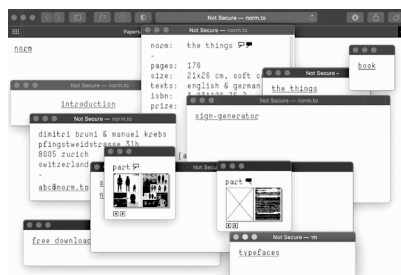 Not Secure — norm.to
Papers
Not Secure — norm.to
norm
norm: the things
-
pages: 176
size: 21x26 cm, soft c
texts: english & german
isbn:
prize:
Not Secure –
book
Not Secure — norm.to
the things
introduction
Not Secure — norm.to
Not Secure — norm.to
sign-generator
dimitri bruni & manuel krebs
pfingstweidstrasse 31b
8005 zurich
switzerland
-
abc@norm.to
[a
Not Secure
part
part
free download
Not Secure — m
typefaces